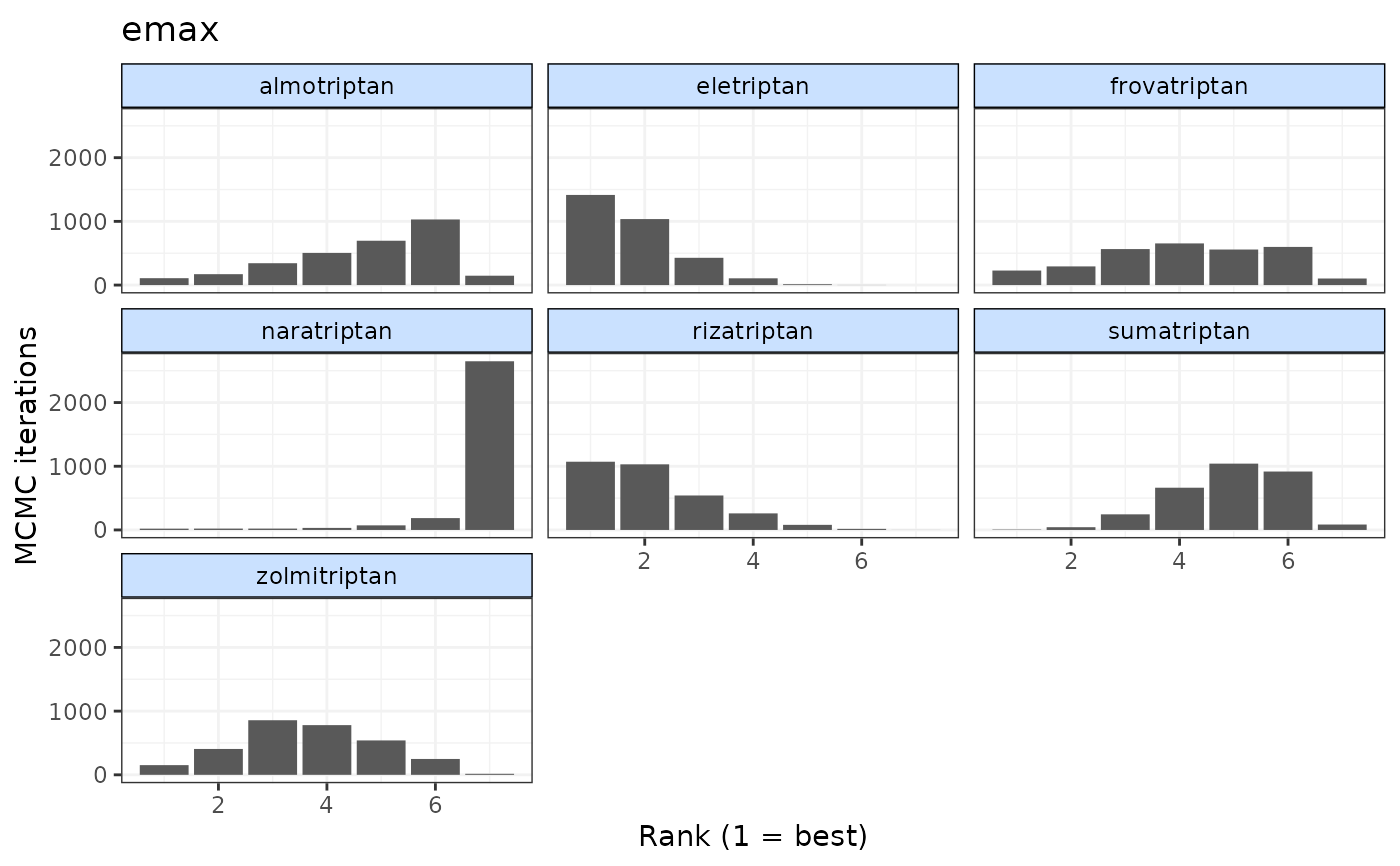 emax
almotriptan
eletriptan
frovatriptan
2000
1000
0
naratriptan
rizatriptan
sumatriptan
2000
1000
0
2 4 6
2 4 6
zolmitriptan
2000
1000
0
2 4 6
MCMC iterations
Rank (1 = best)